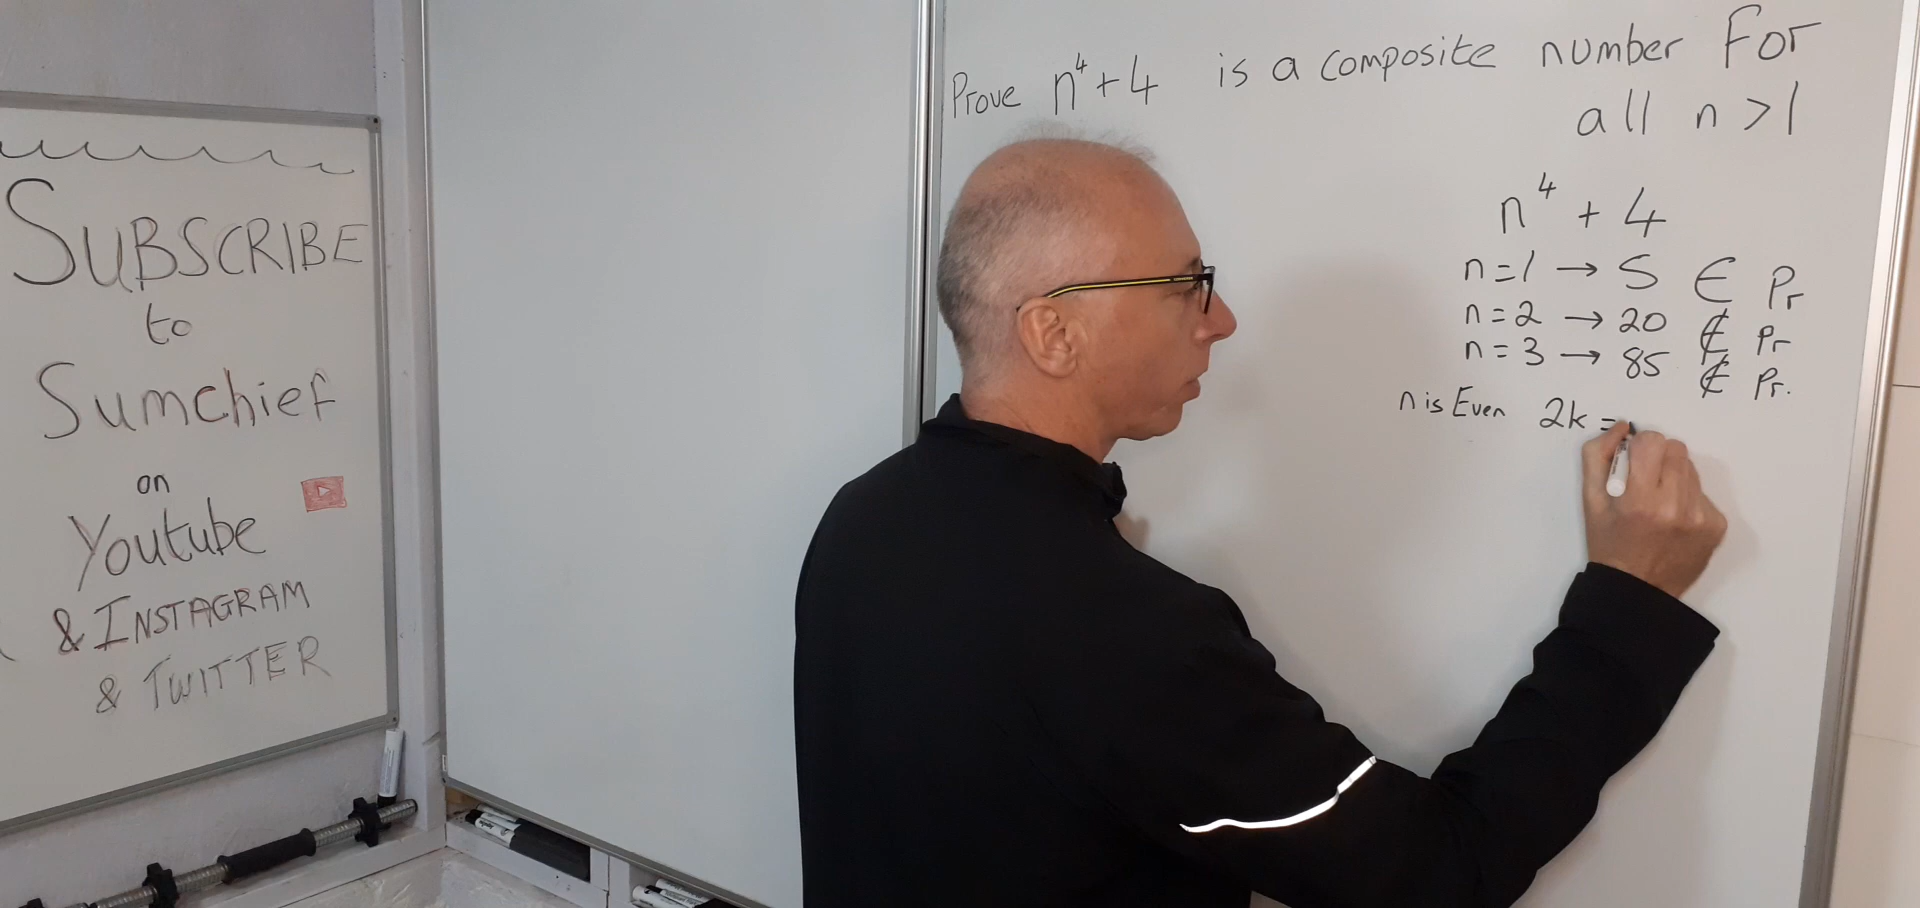 SUBSCRIBE
to
Sumchief
on
Youtube
& INSTAGRAM
& TWITTER
Prove n⁴ + 4 is a composite number for
all n > 1
n⁴ + 4
n = 1 → 5 ∈ Pr
n = 2 → 20 ∉ Pr
n = 3 → 85 ∉ Pr.
n is Even 2k =